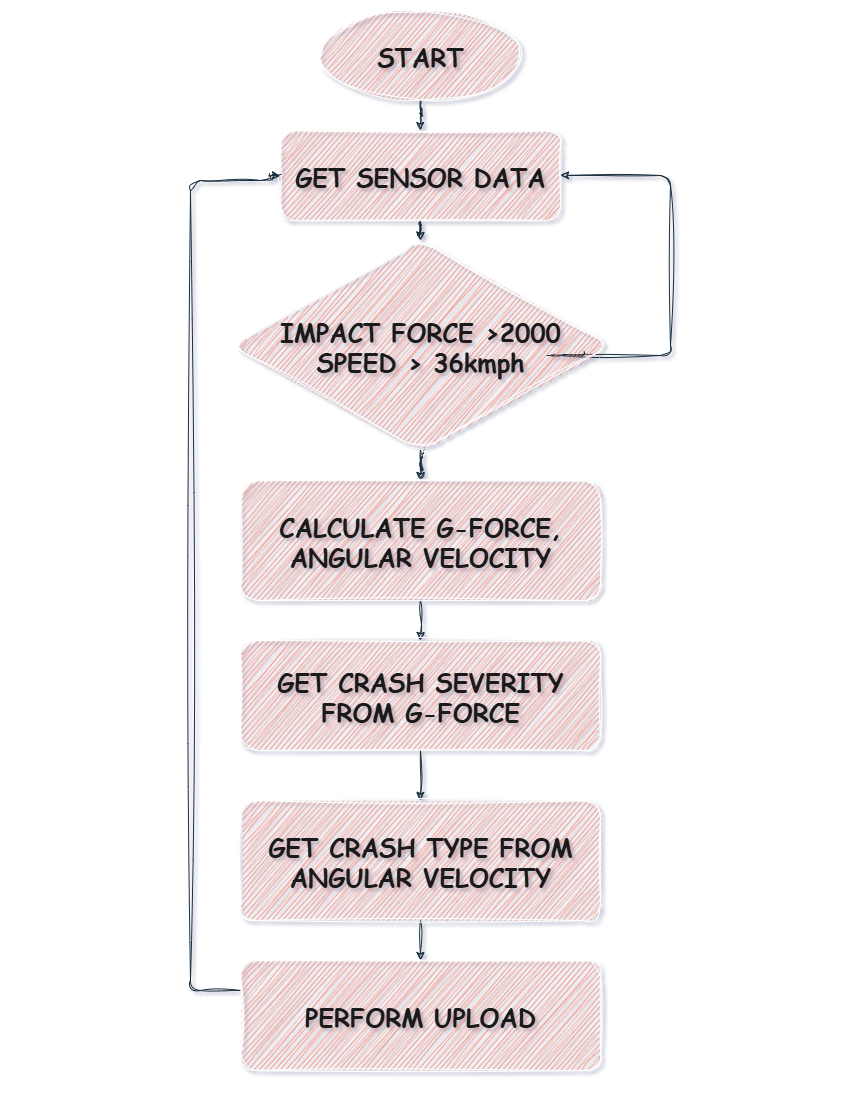 START
GET SENSOR DATA
IMPACT FORCE >2000
SPEED > 36kmph
CALCULATE G-FORCE,
ANGULAR VELOCITY
GET CRASH SEVERITY
FROM G-FORCE
GET CRASH TYPE FROM
ANGULAR VELOCITY
PERFORM UPLOAD